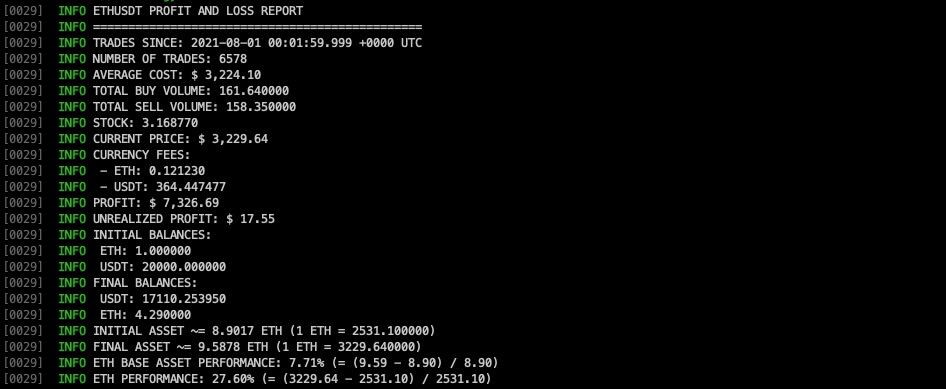 [0029] INFO ETHUSDT PROFIT AND LOSS REPORT
[0029] INFO ===============================================
[0029] INFO TRADES SINCE: 2021-08-01 00:01:59.999 +0000 UTC
[0029] INFO NUMBER OF TRADES: 6578
[0029] INFO AVERAGE COST: $ 3,224.10
[0029] INFO TOTAL BUY VOLUME: 161.640000
[0029] INFO TOTAL SELL VOLUME: 158.350000
[0029] INFO STOCK: 3.168770
[0029] INFO CURRENT PRICE: $ 3,229.64
[0029] INFO CURRENCY FEES:
[0029] INFO  - ETH: 0.121230
[0029] INFO  - USDT: 364.447477
[0029] INFO PROFIT: $ 7,326.69
[0029] INFO UNREALIZED PROFIT: $ 17.55
[0029] INFO INITIAL BALANCES:
[0029] INFO  ETH: 1.000000
[0029] INFO  USDT: 20000.000000
[0029] INFO FINAL BALANCES:
[0029] INFO  USDT: 17110.253950
[0029] INFO  ETH: 4.290000
[0029] INFO INITIAL ASSET ~= 8.9017 ETH (1 ETH = 2531.100000)
[0029] INFO FINAL ASSET ~= 9.5878 ETH (1 ETH = 3229.640000)
[0029] INFO ETH BASE ASSET PERFORMANCE: 7.71% (= (9.59 - 8.90) / 8.90)
[0029] INFO ETH PERFORMANCE: 27.60% (= (3229.64 - 2531.10) / 2531.10)